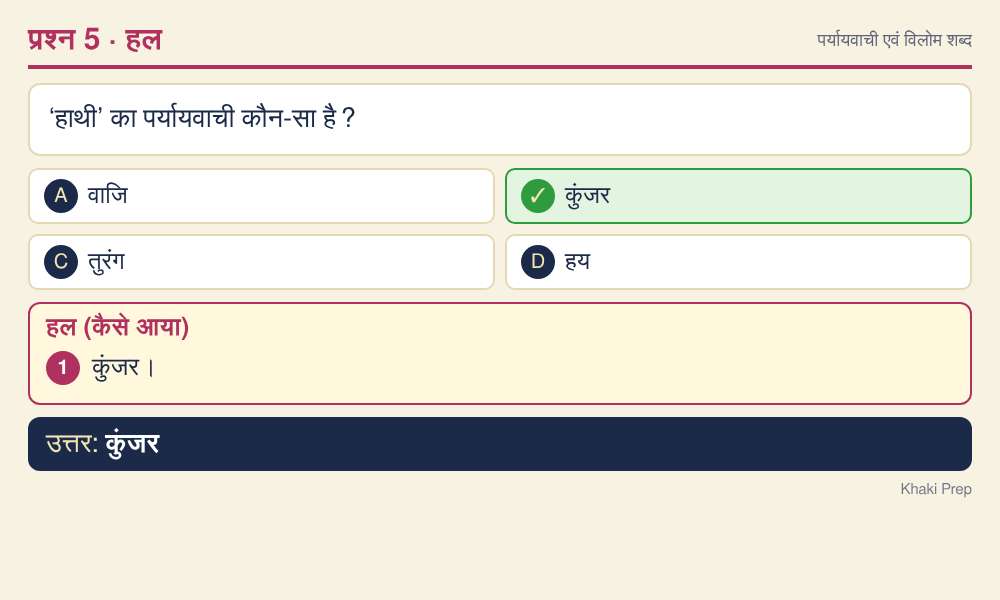 प्रश्न 5 · हल
पर्यायवाची एवं विलोम शब्द
‘हाथी’ का पर्यायवाची कौन-सा है ?
A वाजि
✓ कुंजर
C तुरंग
D हय
हल (कैसे आया)
1 कुंजर ।
उत्तर: कुंजर
Khaki Prep